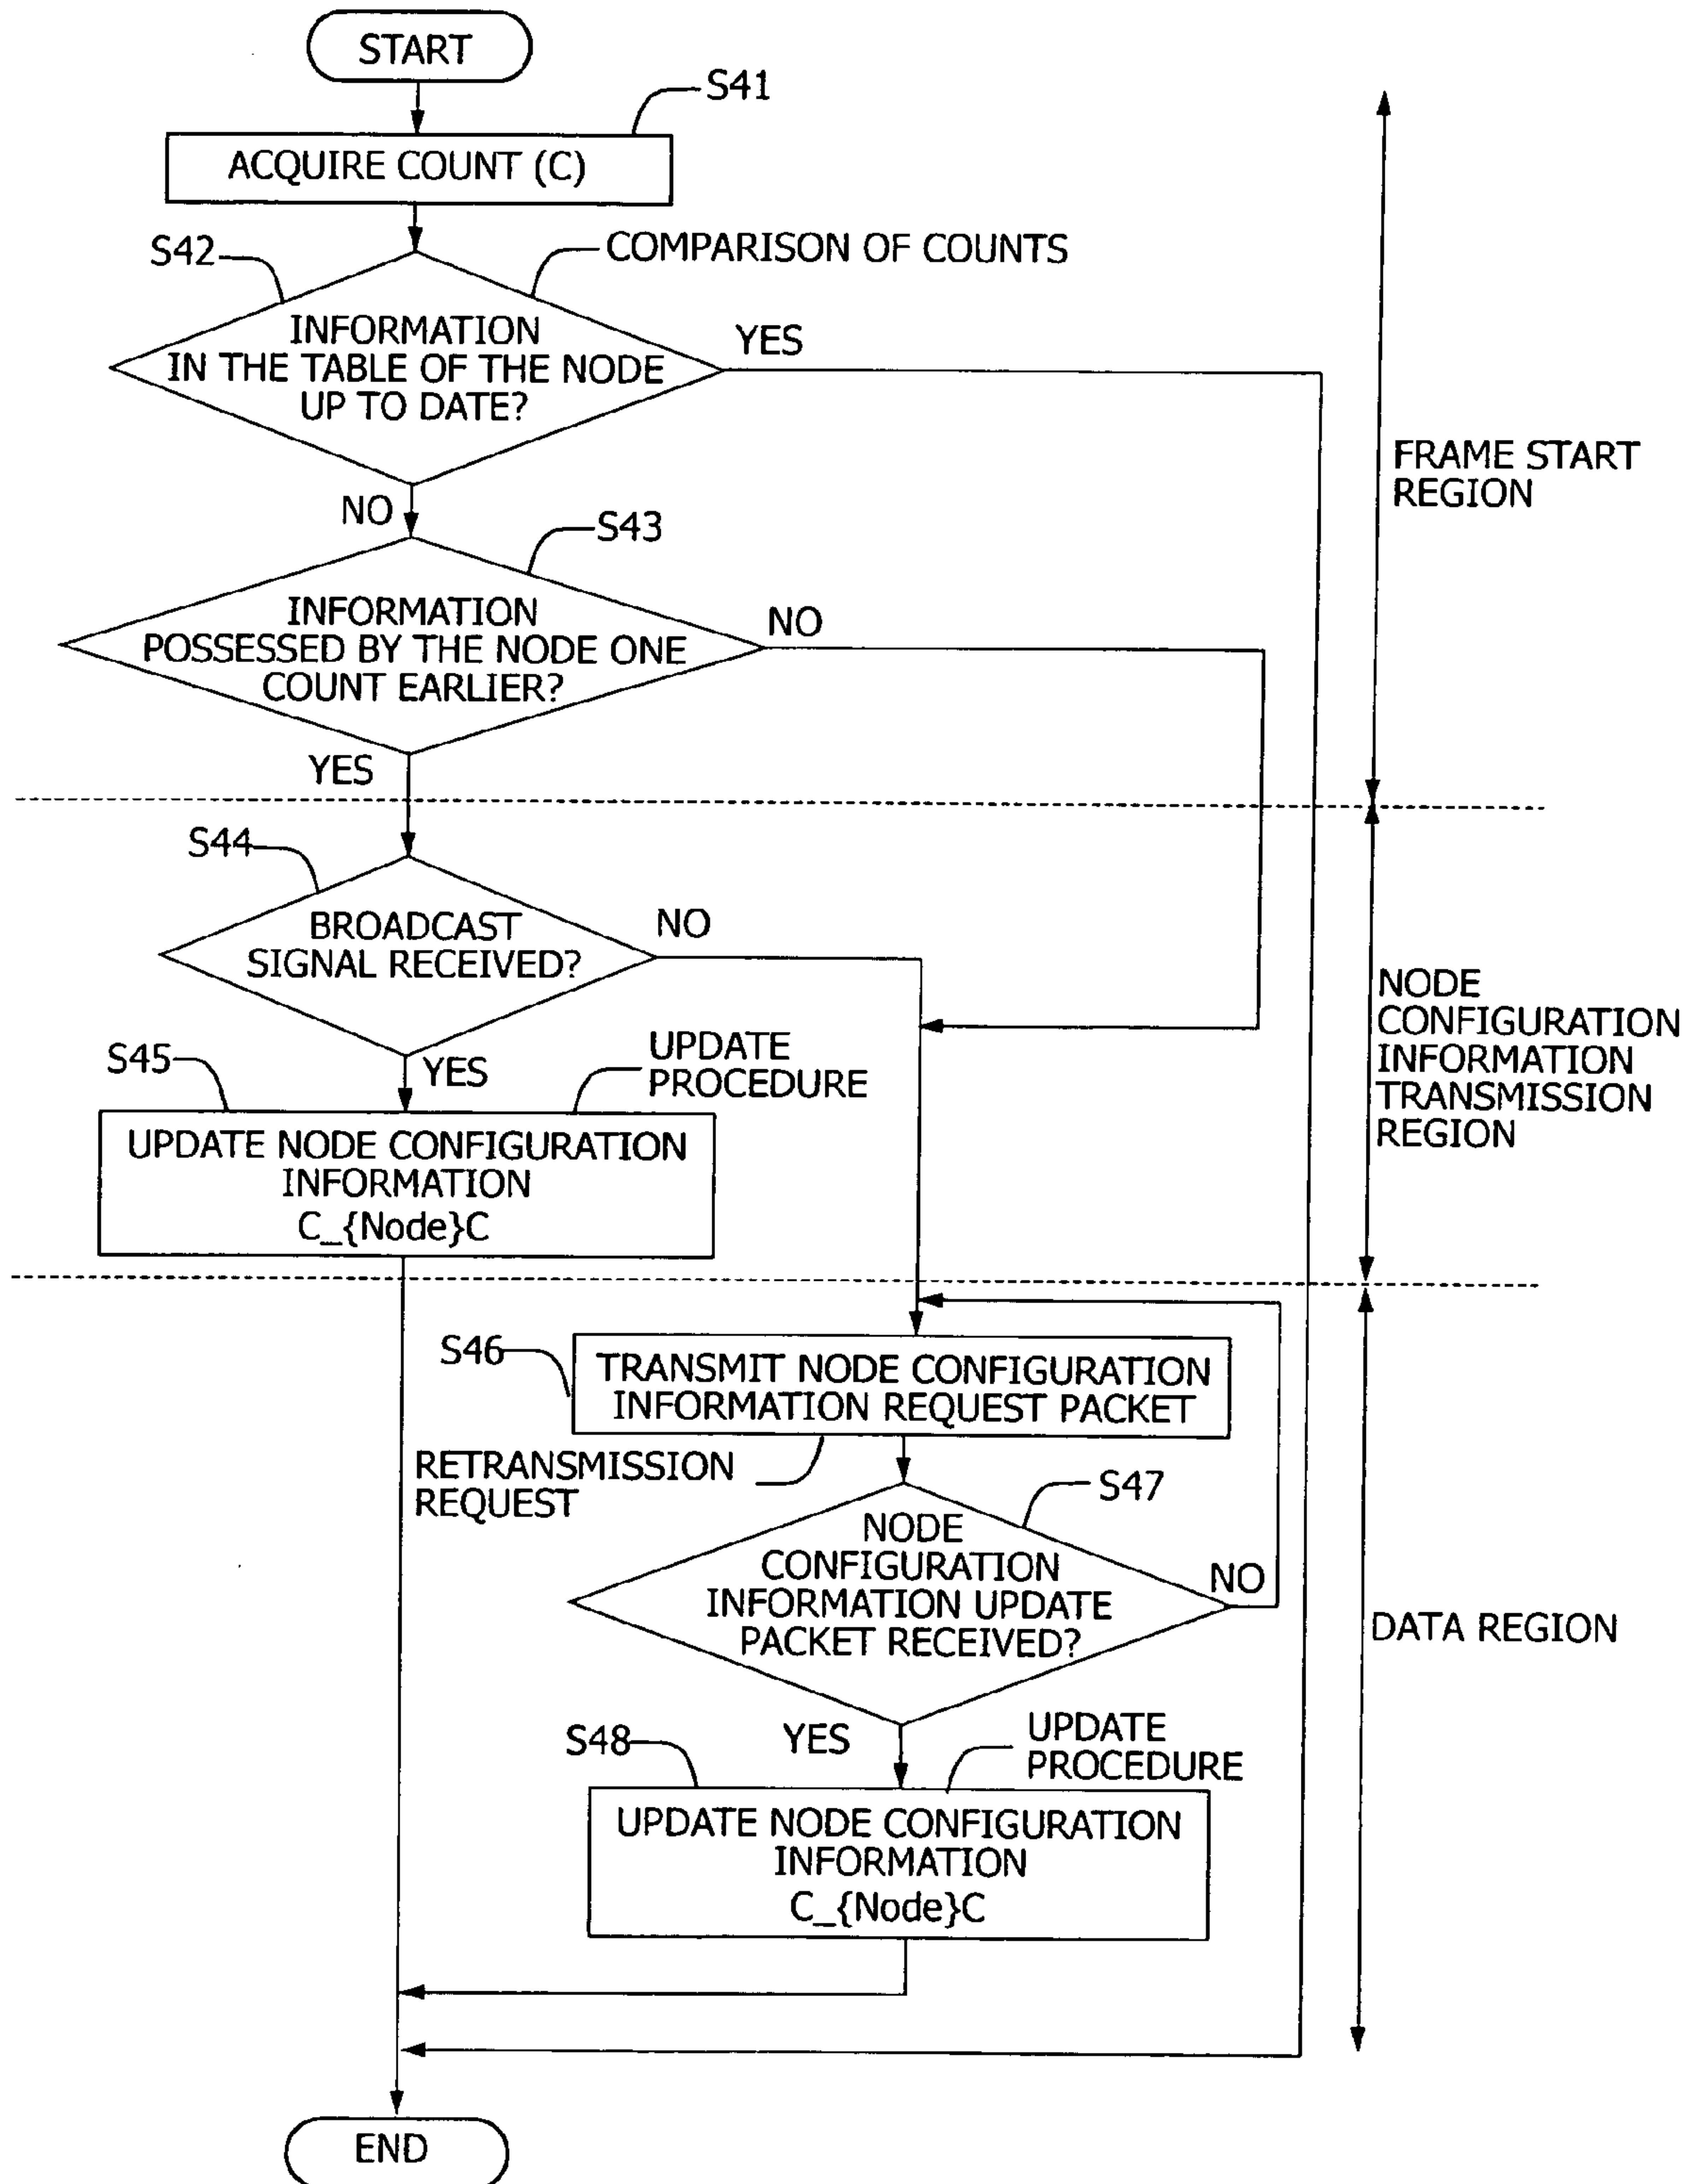 START
S41
ACQUIRE COUNT (C)
S42
COMPARISON OF COUNTS
INFORMATION
IN THE TABLE OF THE NODE
UP TO DATE?
YES
FRAME START
REGION
NO
S43
INFORMATION
POSSESSED BY THE NODE ONE
COUNT EARLIER?
NO
YES
S44
BROADCAST
SIGNAL RECEIVED?
NO
NODE
CONFIGURATION
INFORMATION
TRANSMISSION
REGION
YES
S45
UPDATE
PROCEDURE
UPDATE NODE CONFIGURATION
INFORMATION
C_{Node}C
S46
TRANSMIT NODE CONFIGURATION
INFORMATION REQUEST PACKET
RETRANSMISSION
REQUEST
S47
NODE
CONFIGURATION
INFORMATION UPDATE
PACKET RECEIVED?
NO
DATA REGION
YES
S48
UPDATE
PROCEDURE
UPDATE NODE CONFIGURATION
INFORMATION
C_{Node}C
END